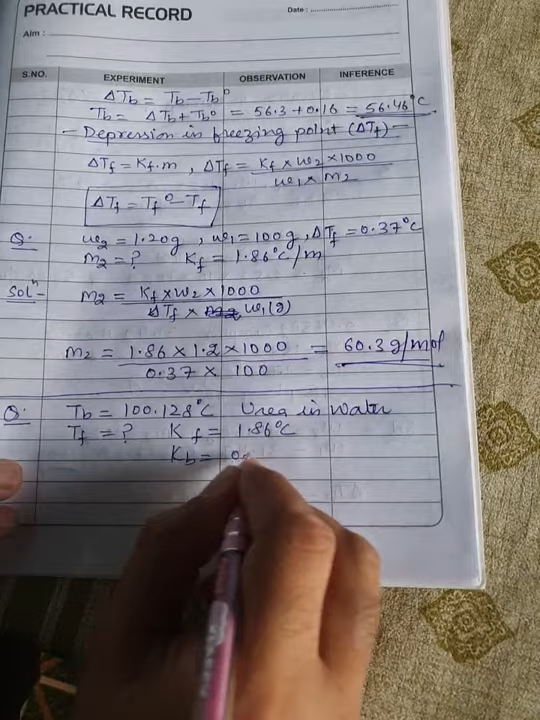 PRACTICAL RECORD
Date :
Aim :
S.NO. EXPERIMENT OBSERVATION INFERENCE
ΔTb = Tb – Tb°
Tb = ΔTb + Tb° = 56.3 + 0.16 = 56.46°C
– Depression in freezing point (ΔTf) –
ΔTf = Kf . m , ΔTf = Kf × w2 × 1000
w1 × M2
ΔTf = Tf° – Tf
Q. w2 = 1.20g , w1 = 100g , ΔTf = 0.37°C
M2 = ? Kf = 1.86°C/m
Solⁿ – M2 = Kf × w2 × 1000
ΔTf × w1(g)
M2 = 1.86 × 1.2 × 1000 = 60.3 g/mol
0.37 × 100
Q. Tb = 100.128°C Urea in water
Tf = ? Kf = 1.86°C
Kb = 0.